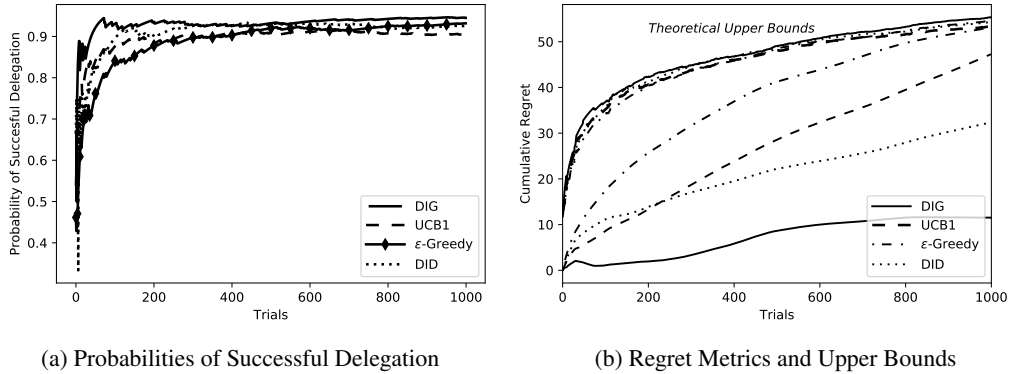 Probability of Succesful Delegation
0.9
0.8
0.7
0.6
0.5
0.4
DIG
UCB1
ε-Greedy
DID
0
200
400
600
800
1000
Trials
(a) Probabilities of Successful Delegation
Cumulative Regret
50
40
30
20
10
0
Theoretical Upper Bounds
DIG
UCB1
ε-Greedy
DID
0
200
400
600
800
1000
Trials
(b) Regret Metrics and Upper Bounds